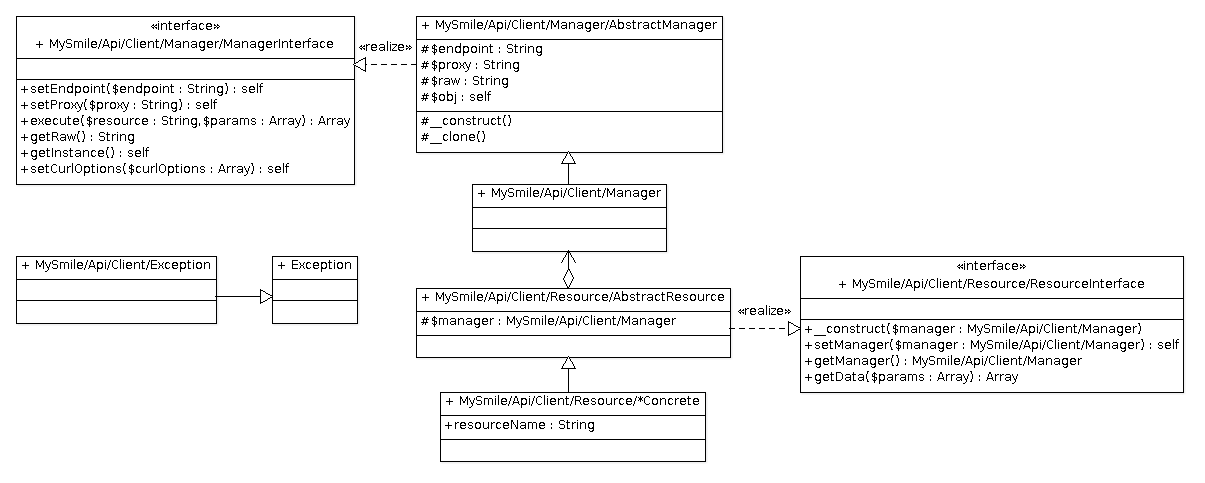 «interface»
+ MySmile/Api/Client/Manager/ManagerInterface
+setEndpoint($endpoint : String) : self
+setProxy($proxy : String) : self
+execute($resource : String,$params : Array) : Array
+getRaw() : String
+getInstance() : self
+setCurlOptions($curlOptions : Array) : self
«realize»
+ MySmile/Api/Client/Manager/AbstractManager
#$endpoint : String
#$proxy : String
#$raw : String
#$obj : self
#__construct()
#__clone()
+ MySmile/Api/Client/Manager
+ MySmile/Api/Client/Exception
+ Exception
+ MySmile/Api/Client/Resource/AbstractResource
#$manager : MySmile/Api/Client/Manager
«realize»
«interface»
+ MySmile/Api/Client/Resource/ResourceInterface
+__construct($manager : MySmile/Api/Client/Manager)
+setManager($manager : MySmile/Api/Client/Manager) : self
+getManager() : MySmile/Api/Client/Manager
+getData($params : Array) : Array
+ MySmile/Api/Client/Resource/*Concrete
+resourceName : String